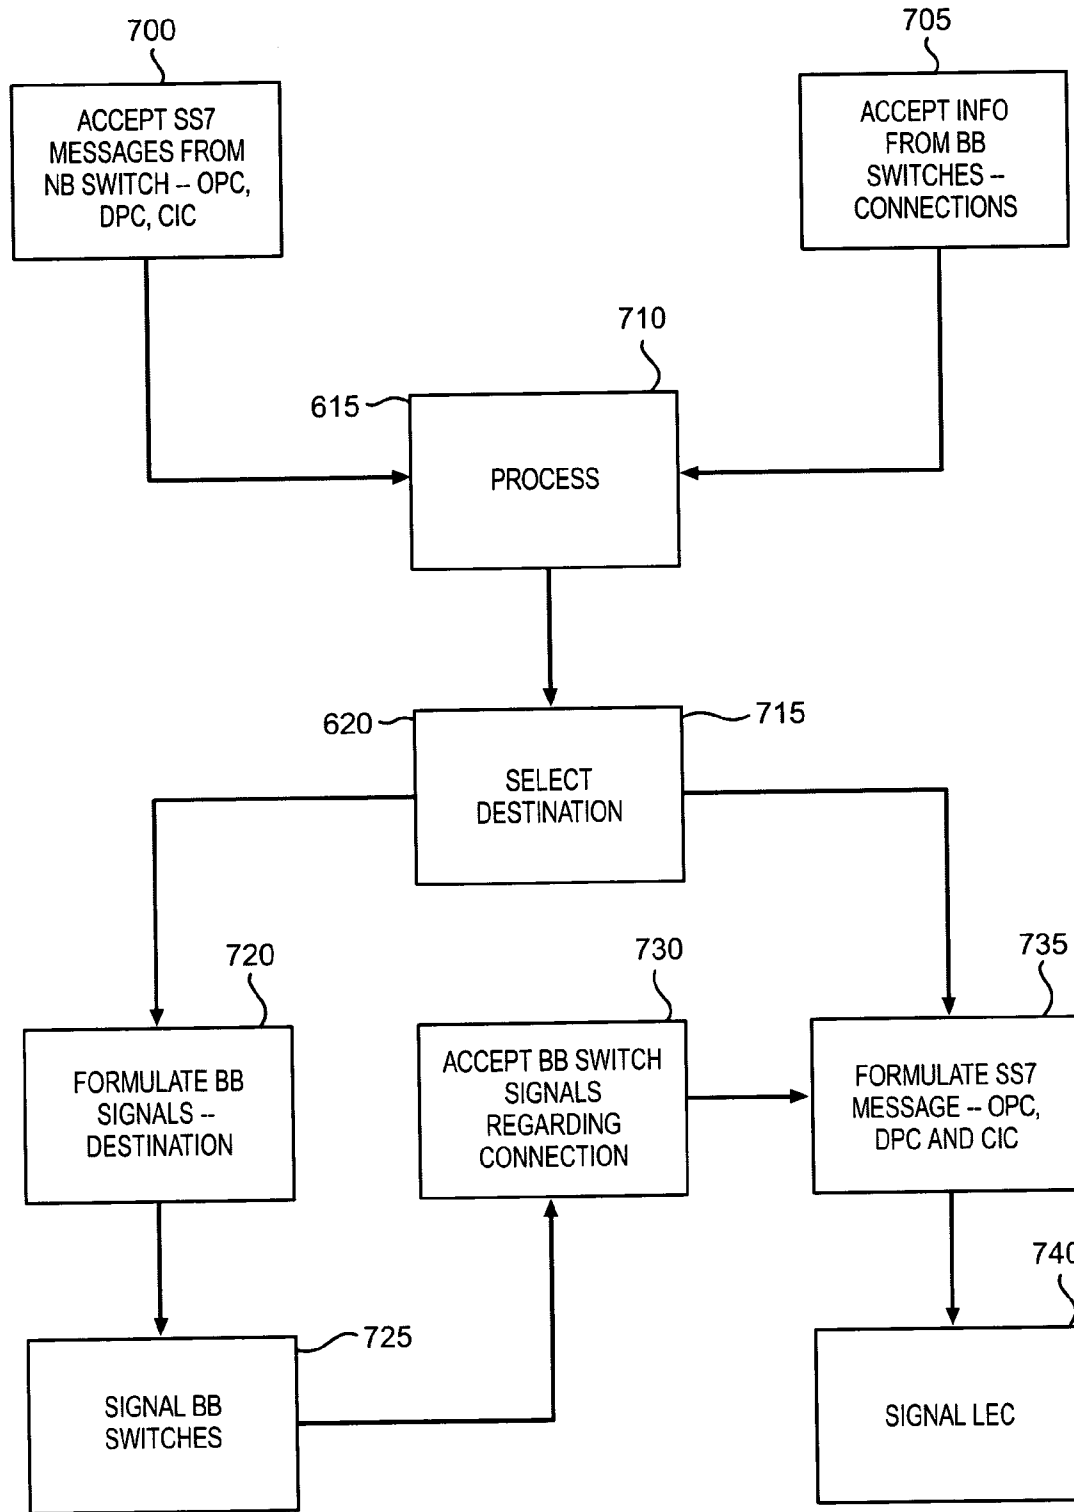 700
705
ACCEPT SS7
MESSAGES FROM
NB SWITCH -- OPC,
DPC, CIC
ACCEPT INFO
FROM BB
SWITCHES --
CONNECTIONS
710
615
PROCESS
620
715
SELECT
DESTINATION
720
730
735
FORMULATE BB
SIGNALS --
DESTINATION
ACCEPT BB SWITCH
SIGNALS
REGARDING
CONNECTION
FORMULATE SS7
MESSAGE -- OPC,
DPC AND CIC
725
740
SIGNAL BB
SWITCHES
SIGNAL LEC